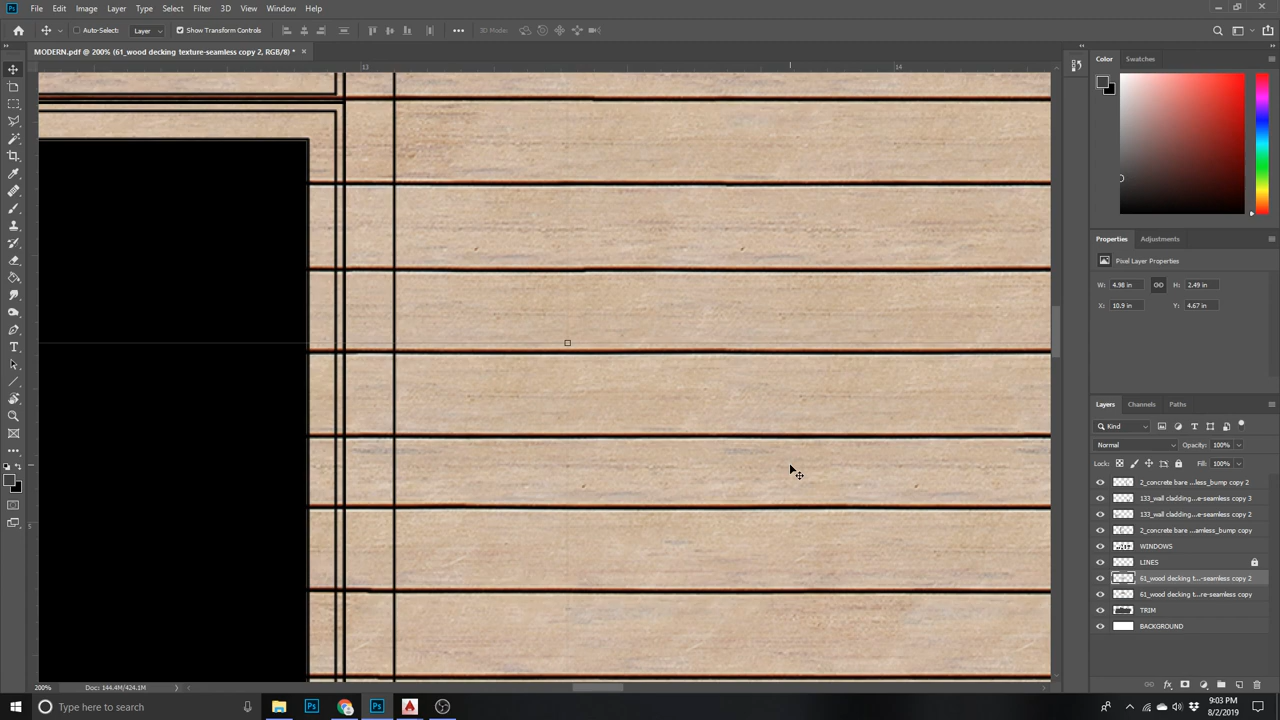 File Edit Image Layer Type Select Filter 3D View Window Help
Auto-Select: Layer Show Transform Controls 3D Mode:
MODERN.pdf @ 200% (61_wood decking texture-seamless copy 2, RGB/8) *
13 14
5
Color Swatches
Properties Adjustments
Pixel Layer Properties
W: 4.98 in H: 2.49 in
X: 10.9 in Y: 4.67 in
Layers Channels Paths
Kind
Normal Opacity: 100%
Lock: Fill: 100%
2_concrete bare ...less_bump copy 2
133_wall cladding...e-seamless copy 3
133_wall cladding...e-seamless copy 2
2_concrete bare ...amless_bump copy
WINDOWS
LINES
61_wood decking t...-seamless copy 2
61_wood decking t...re-seamless copy
TRIM
BACKGROUND
200% Doc: 144.4M/424.1M
Type here to search
9:03 PM
8/2/2019